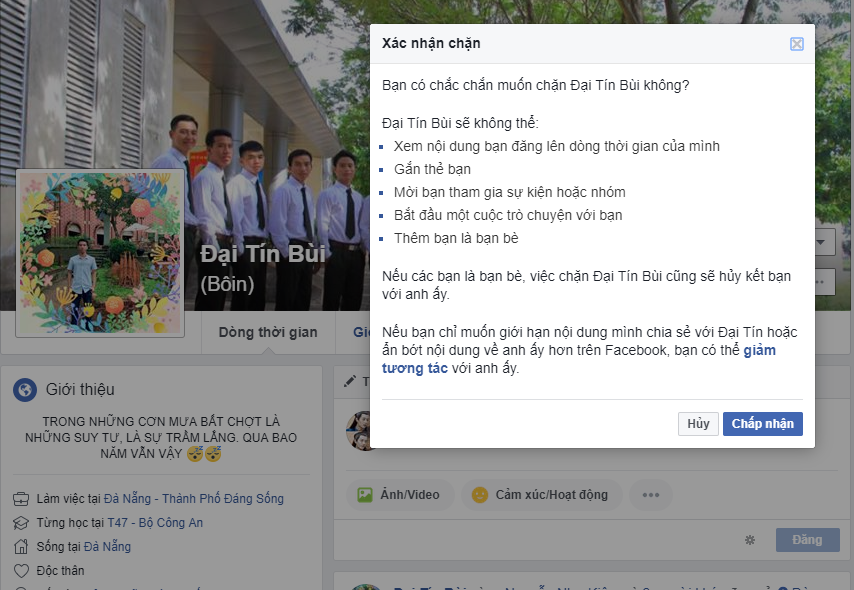 Xác nhận chặn
Bạn có chắc chắn muốn chặn Đại Tín Bùi không?
Đại Tín Bùi sẽ không thể:
Xem nội dung bạn đăng lên dòng thời gian của mình
Gắn thẻ bạn
Mời bạn tham gia sự kiện hoặc nhóm
Bắt đầu một cuộc trò chuyện với bạn
Thêm bạn là bạn bè
Nếu các bạn là bạn bè, việc chặn Đại Tín Bùi cũng sẽ hủy kết bạn
với anh ấy.
Nếu bạn chỉ muốn giới hạn nội dung mình chia sẻ với Đại Tín hoặc
ẩn bớt nội dung về anh ấy hơn trên Facebook, bạn có thể giảm
tương tác với anh ấy.
Hủy Chấp nhận
Đại Tín Bùi
(Bôin)
Dòng thời gian
Giới thiệu
TRONG NHỮNG CƠN MƯA BẤT CHỢT LÀ
NHỮNG SUY TƯ, LÀ SỰ TRẦM LẮNG. QUA BAO
NĂM VẪN VẬY 😴😴
Làm việc tại Đà Nẵng - Thành Phố Đáng Sống
Từng học tại T47 - Bộ Công An
Sống tại Đà Nẵng
Độc thân
Ảnh/Video
Cảm xúc/Hoạt động
Đăng